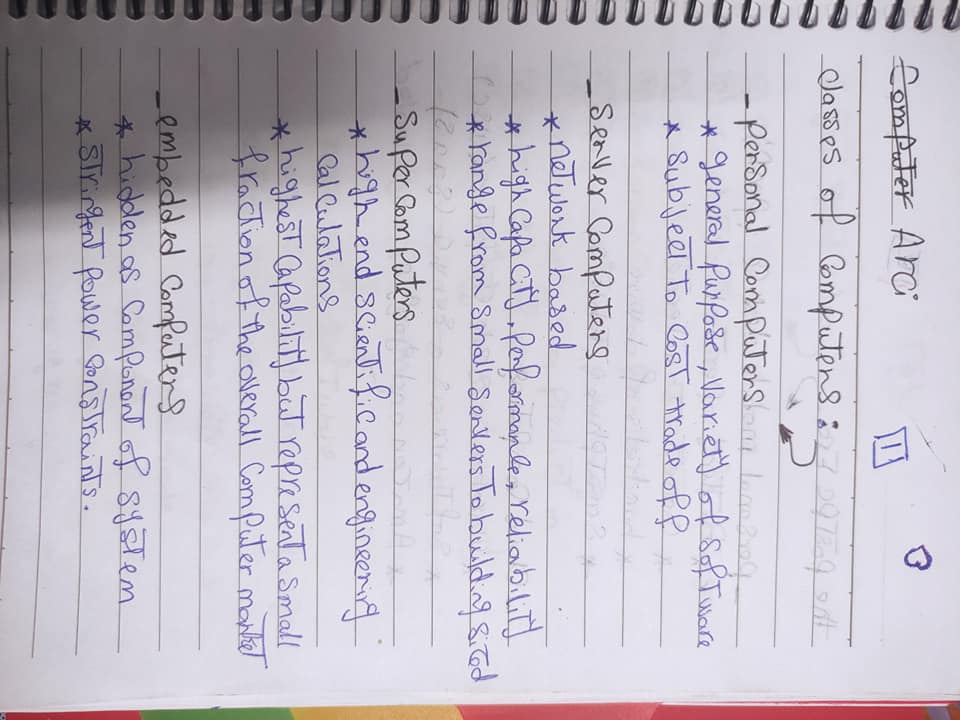 Computer Arci
1
Classes of Computers:
- Personal Computers
* general Purpose, Variety of Software
* Subject To Cost trade off
- Server Computers
* network based
* high Capacity, Performance, reliability
* range from small servers To building sized
- Super Computers
* high end scientific and engineering
Calculations
* highest Capability but represent a small
fraction of the overall Computer market
- embedded Computers
* hidden as Component of system
* stringent Power Constraints.